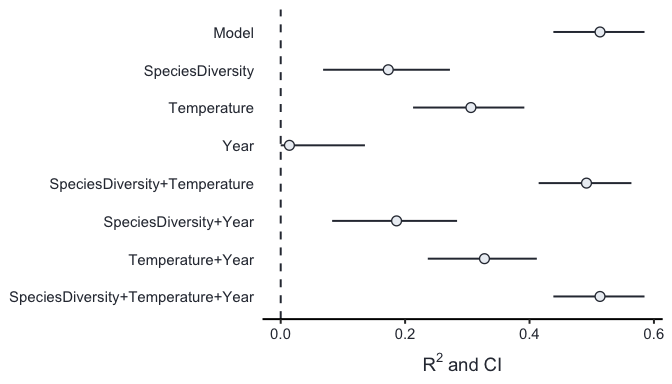 Model
SpeciesDiversity
Temperature
Year
SpeciesDiversity+Temperature
SpeciesDiversity+Year
Temperature+Year
SpeciesDiversity+Temperature+Year
0.0 0.2 0.4 0.6
R² and CI